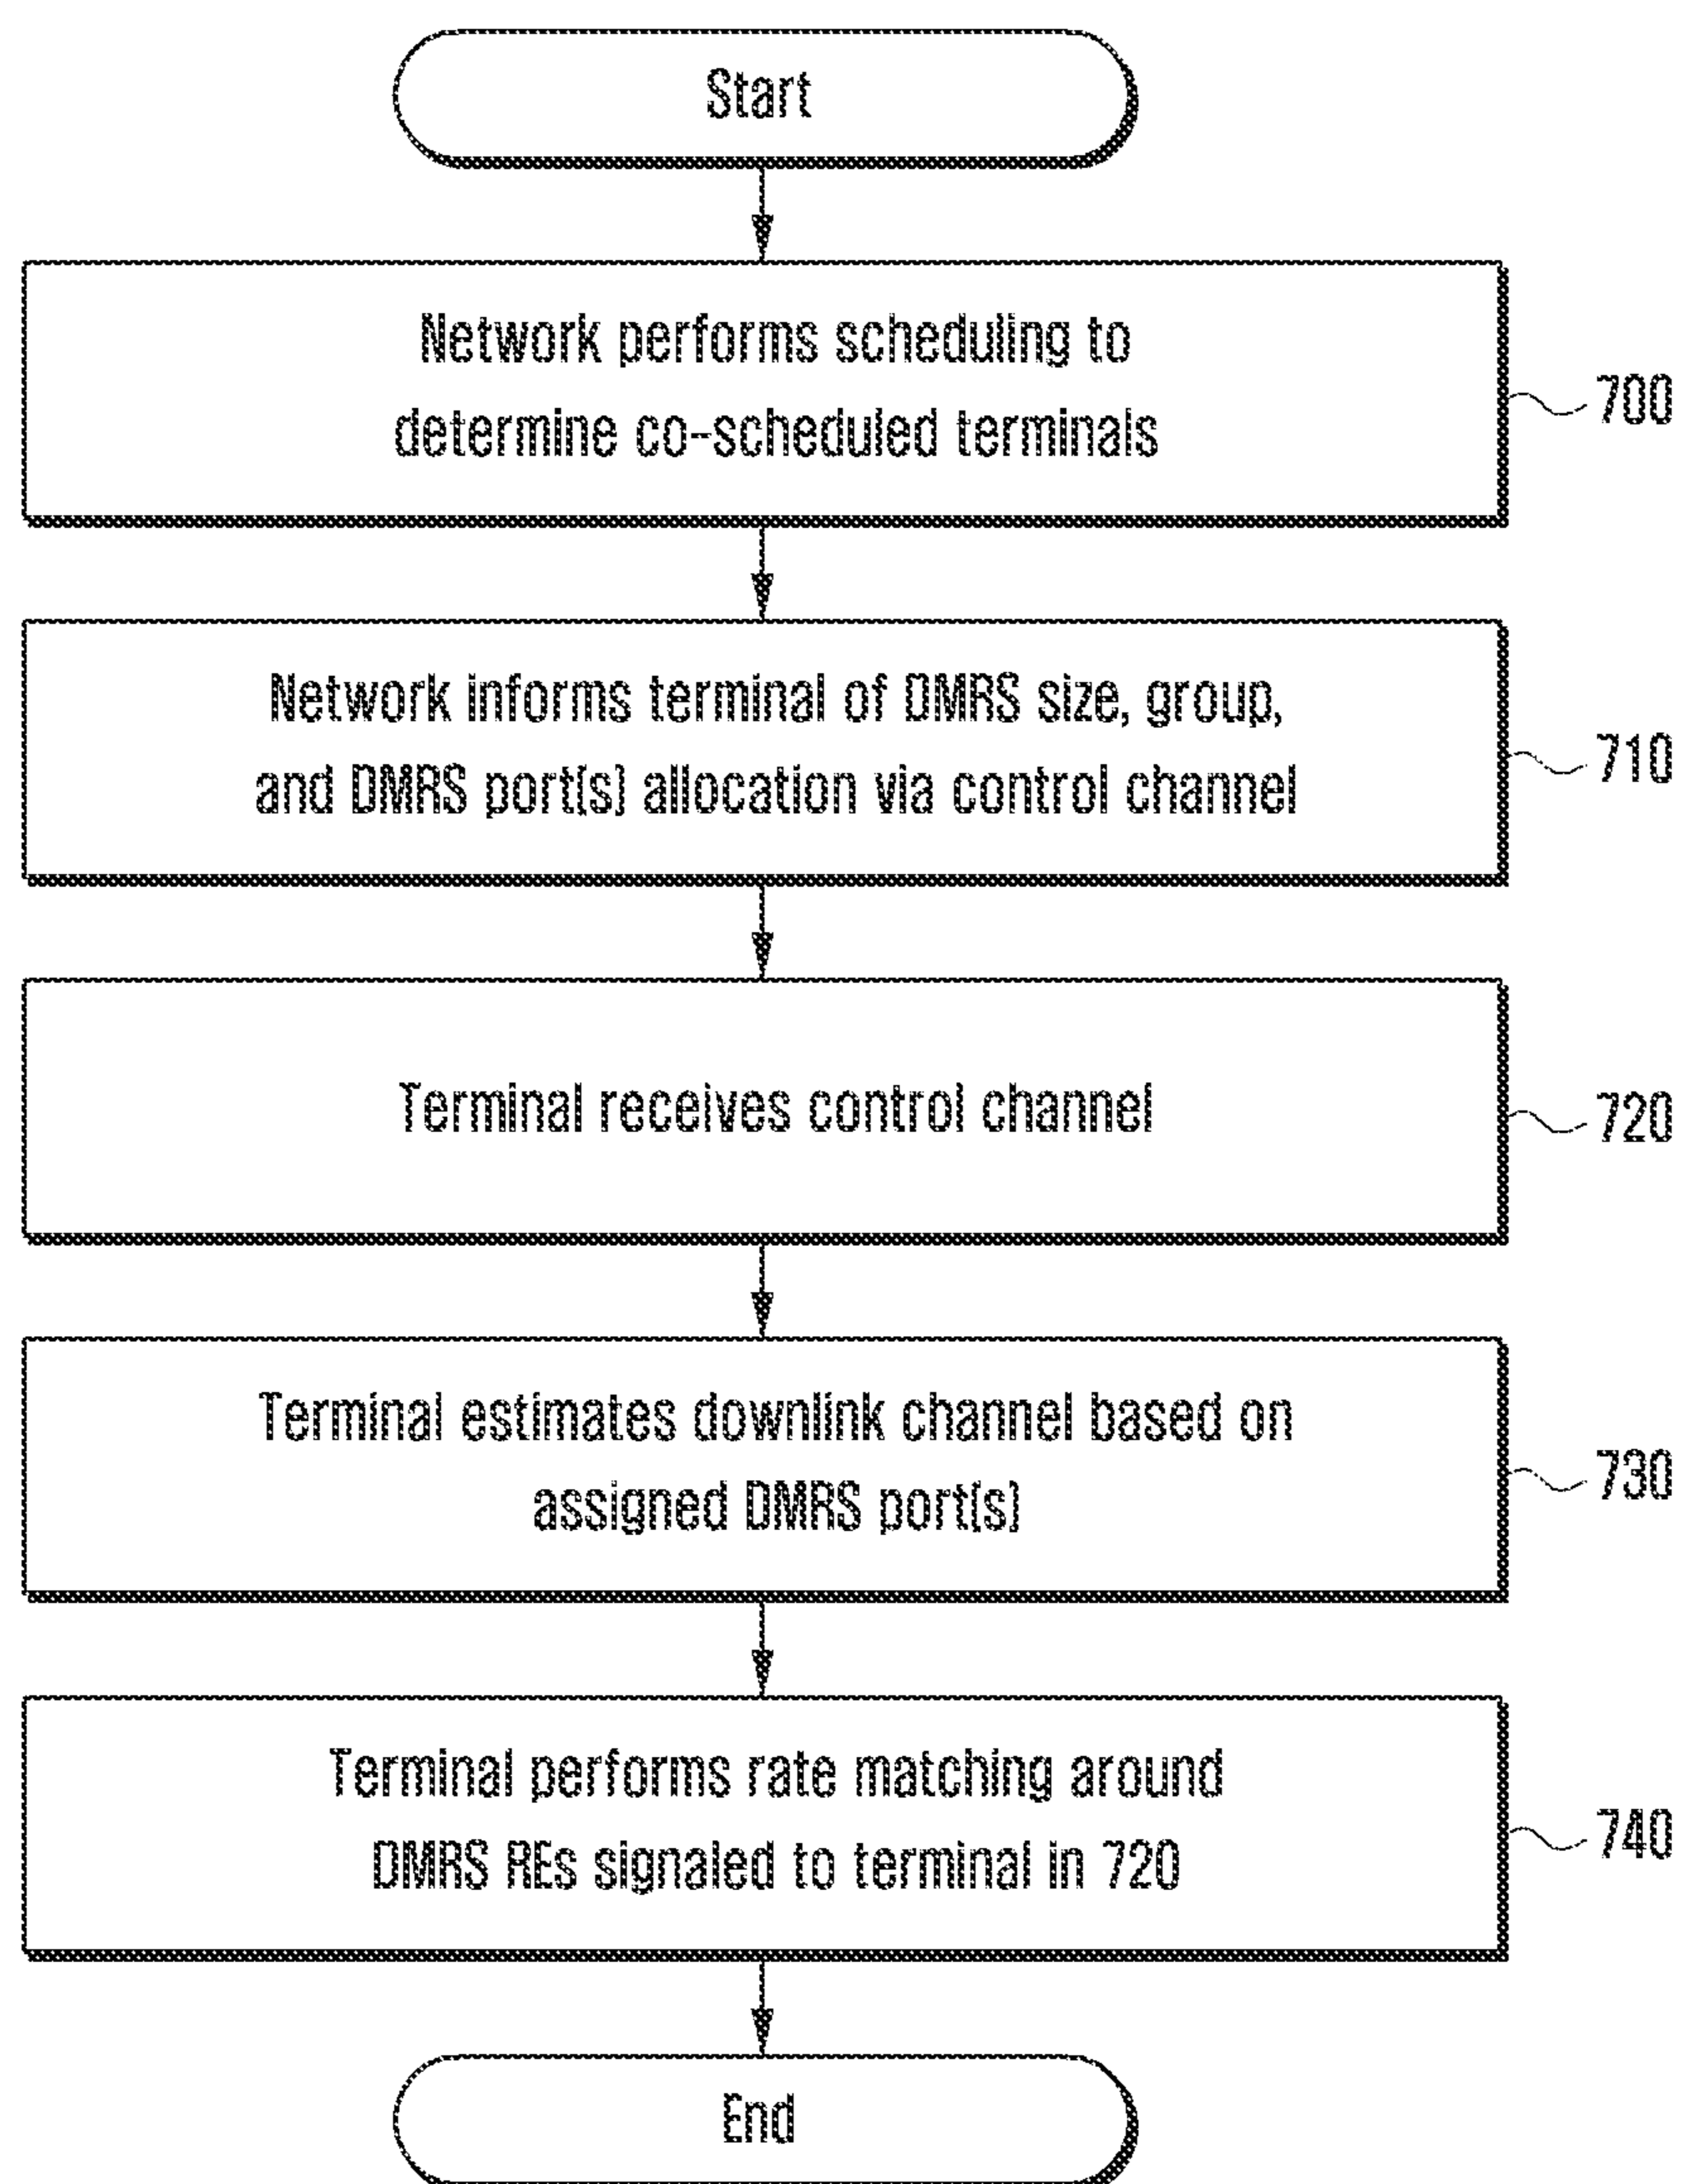 Start
Network performs scheduling to
determine co-scheduled terminals
700
Network informs terminal of DMRS size, group,
and DMRS port(s) allocation via control channel
710
Terminal receives control channel
720
Terminal estimates downlink channel based on
assigned DMRS port(s)
730
Terminal performs rate matching around
DMRS REs signaled to terminal in 720
740
End